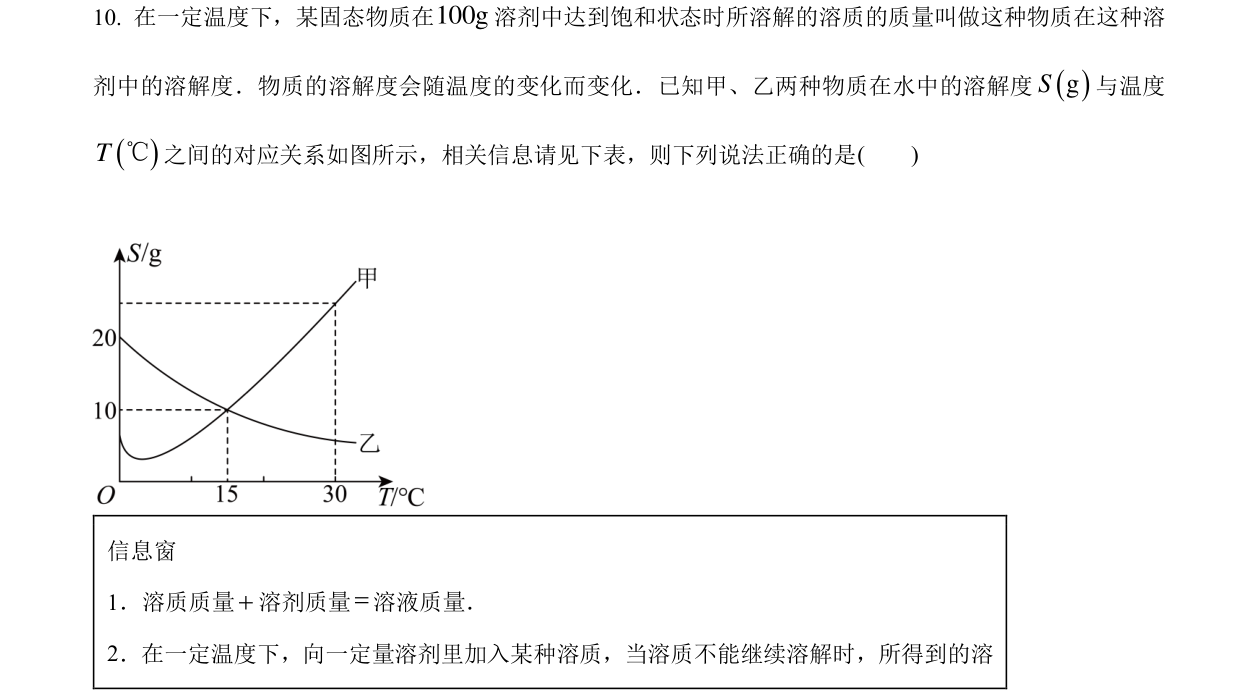 10. 在一定温度下，某固态物质在100g 溶剂中达到饱和状态时所溶解的溶质的质量叫做这种物质在这种溶
剂中的溶解度．物质的溶解度会随温度的变化而变化．已知甲、乙两种物质在水中的溶解度 S(g) 与温度
T(℃) 之间的对应关系如图所示，相关信息请见下表，则下列说法正确的是(　　)
S/g
甲
20
10
乙
O 15 30 T/°C
信息窗
1．溶质质量＋溶剂质量＝溶液质量．
2．在一定温度下，向一定量溶剂里加入某种溶质，当溶质不能继续溶解时，所得到的溶